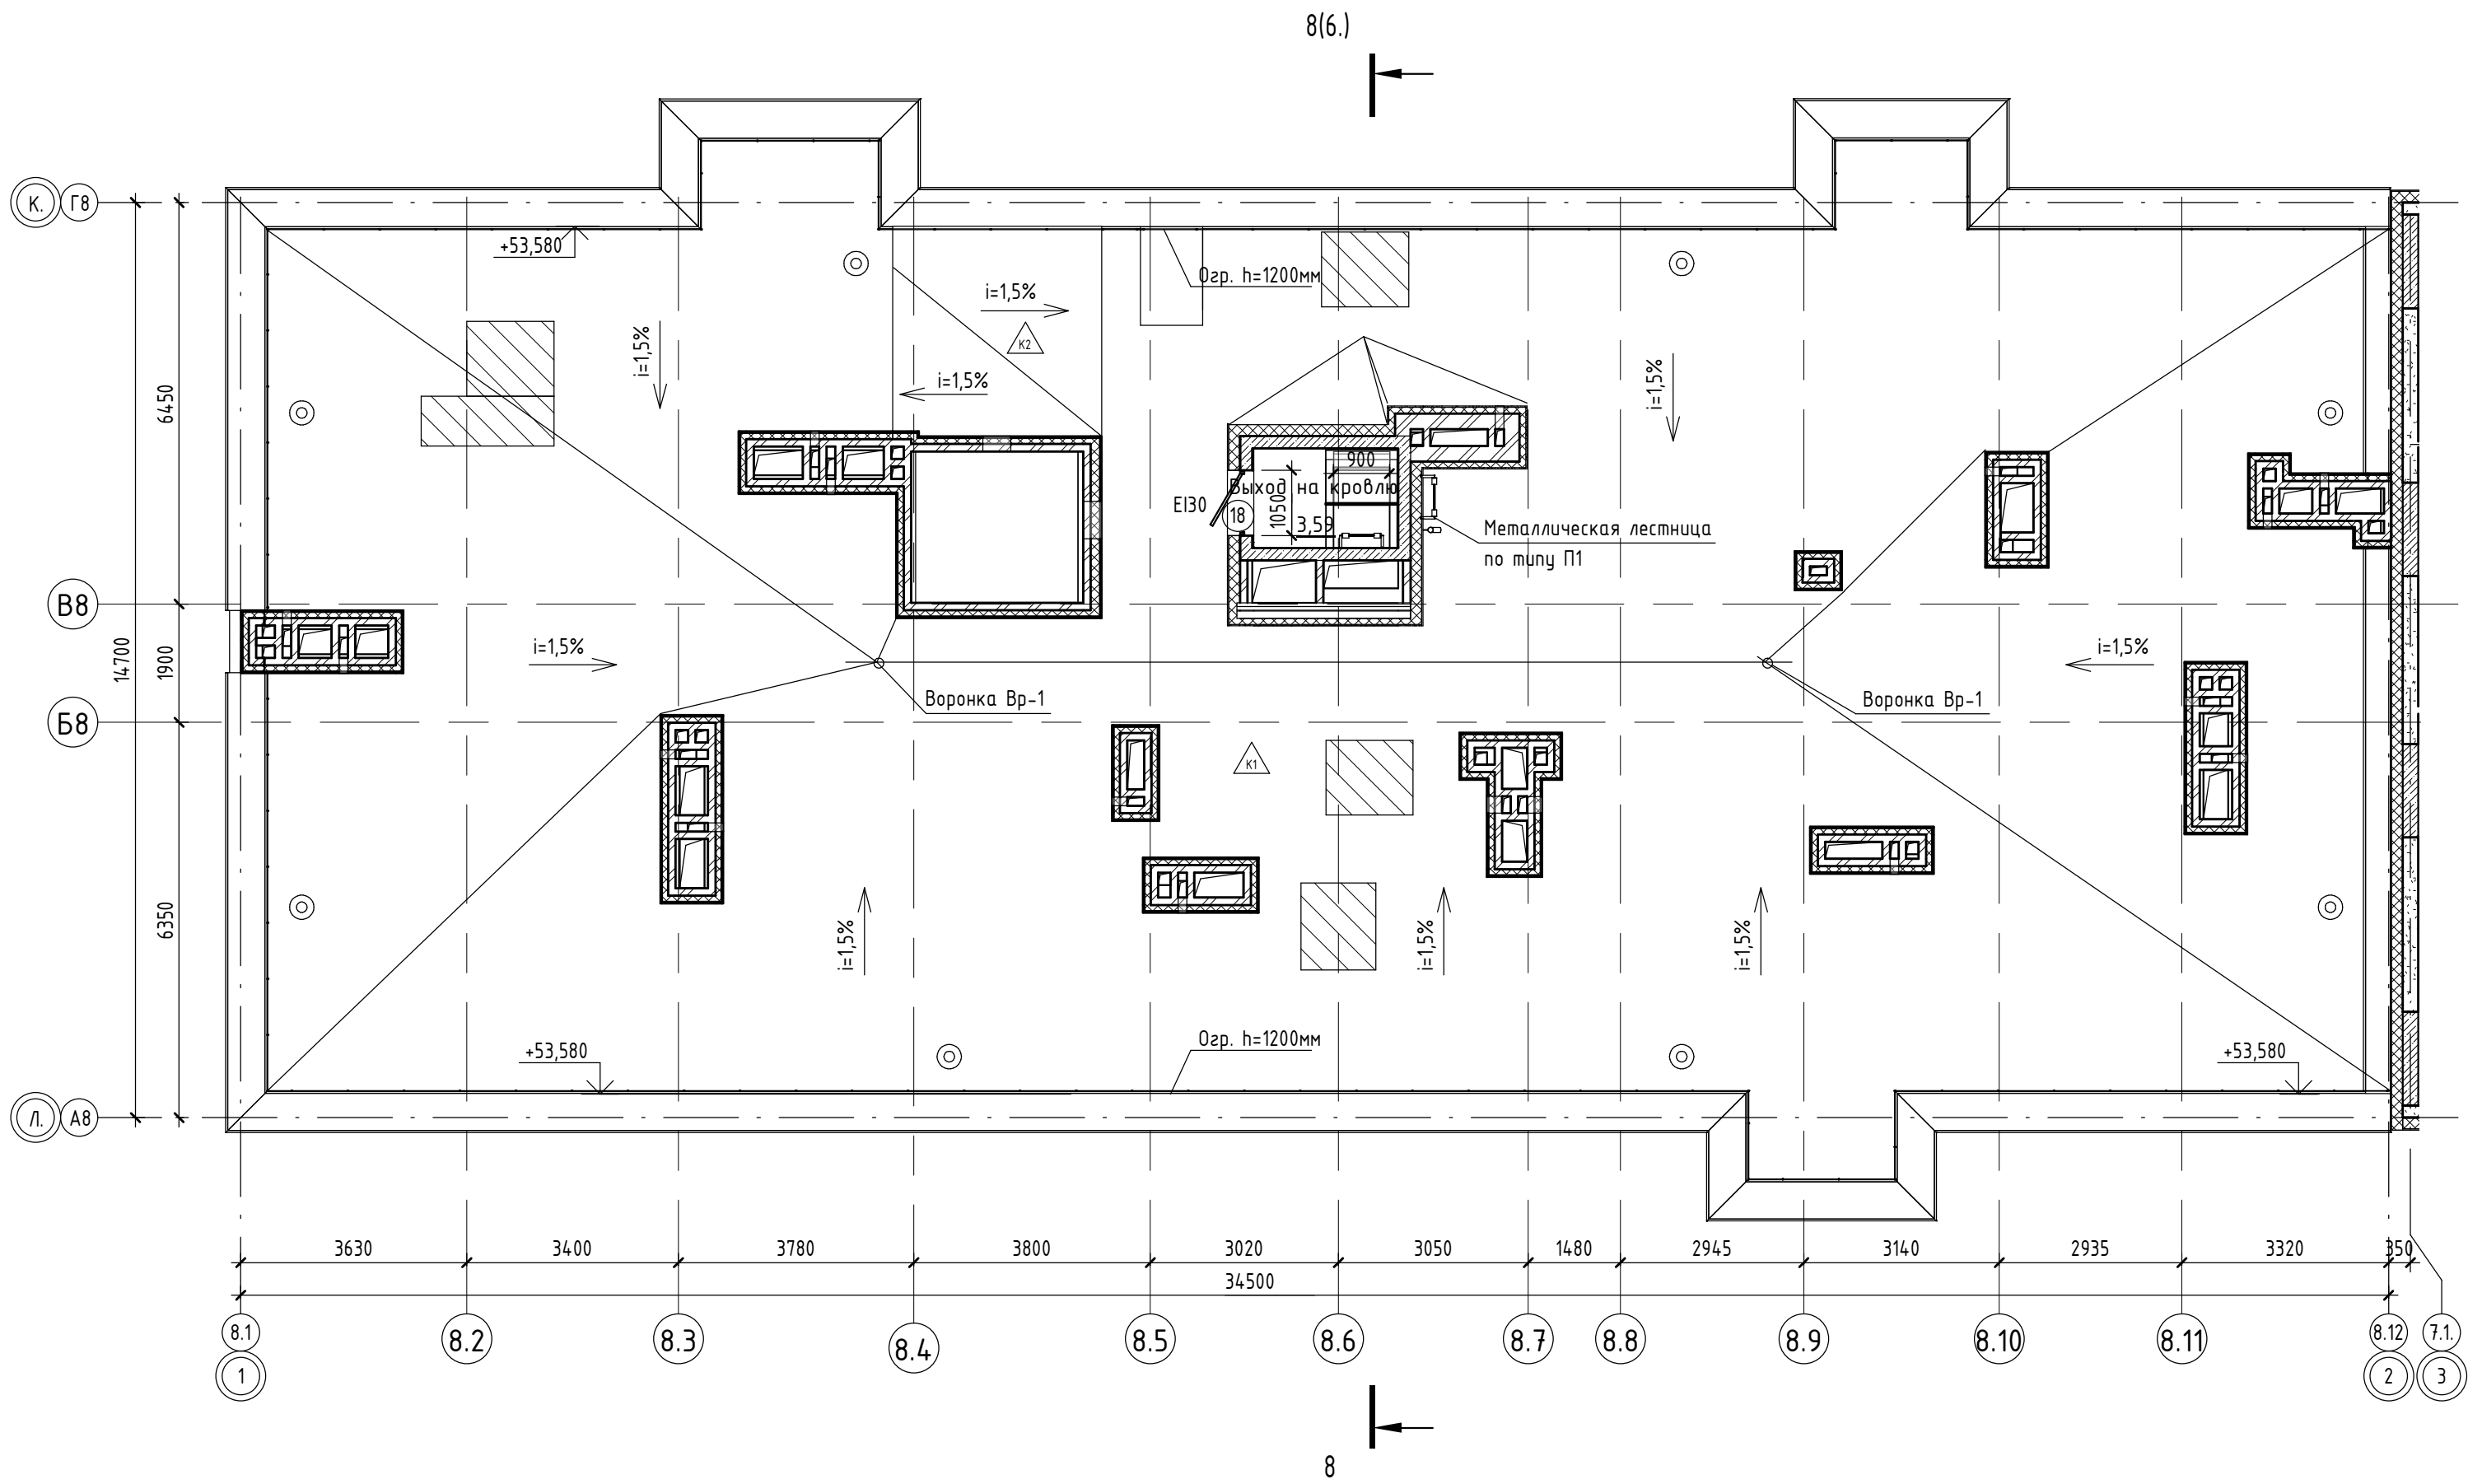 8(6.)
К.
Г8
+53,580
Огр. h=1200мм
i=1,5%
К2
i=1,5%
i=1,5%
i=1,5%
6450
900
Выход на кровлю
EI30
18
1050
3,59
Металлическая лестница
по типу П1
В8
14700
1900
i=1,5%
i=1,5%
Воронка Вр-1
Воронка Вр-1
Б8
К1
6350
i=1,5%
i=1,5%
i=1,5%
Огр. h=1200мм
+53,580
+53,580
Л.
А8
3630
3400
3780
3800
3020
3050
1480
2945
3140
2935
3320
350
34500
8.1
8.2
8.3
8.4
8.5
8.6
8.7
8.8
8.9
8.10
8.11
8.12
7.1.
1
2
3
8